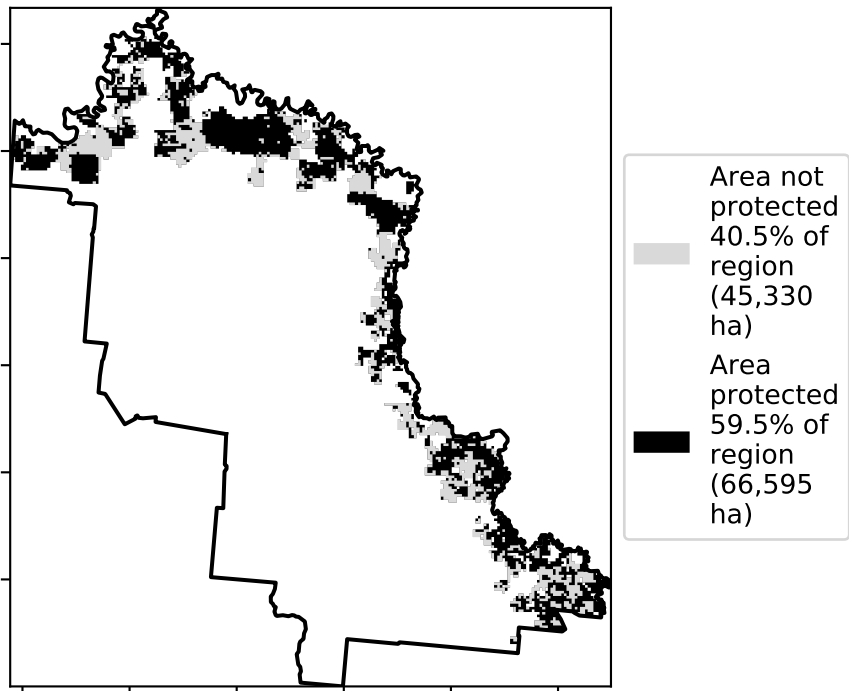 Area not
protected
40.5% of
region
(45,330
ha)
Area
protected
59.5% of
region
(66,595
ha)